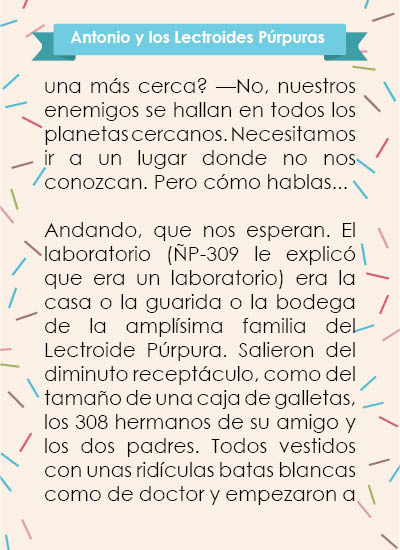 Antonio y los Lectroides Púrpuras
una más cerca? —No, nuestros
enemigos se hallan en todos los
planetas cercanos. Necesitamos
ir a un lugar donde no nos
conozcan. Pero cómo hablas...
Andando, que nos esperan. El
laboratorio (ÑP-309 le explicó
que era un laboratorio) era la
casa o la guarida o la bodega
de la amplísima familia del
Lectroide Púrpura. Salieron del
diminuto receptáculo, como del
tamaño de una caja de galletas,
los 308 hermanos de su amigo y
los dos padres. Todos vestidos
con unas ridículas batas blancas
como de doctor y empezaron a